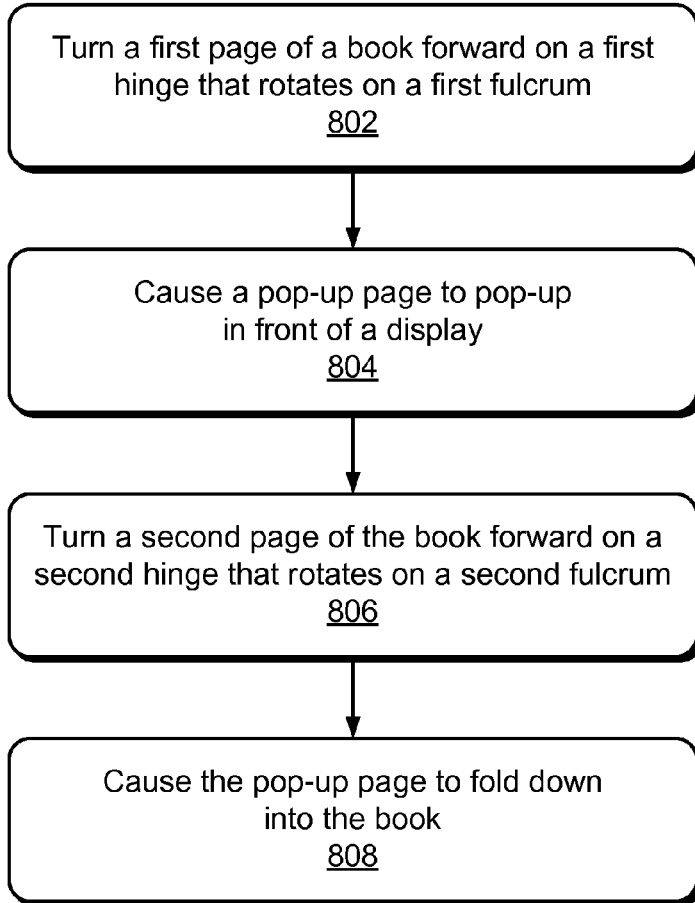 Turn a first page of a book forward on a first
hinge that rotates on a first fulcrum
802
Cause a pop-up page to pop-up
in front of a display
804
Turn a second page of the book forward on a
second hinge that rotates on a second fulcrum
806
Cause the pop-up page to fold down
into the book
808